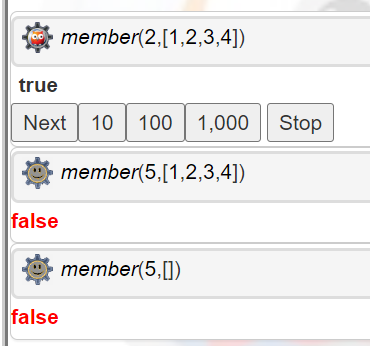 member(2,[1,2,3,4])
true
Next 10 100 1,000 Stop
member(5,[1,2,3,4])
false
member(5,[])
false